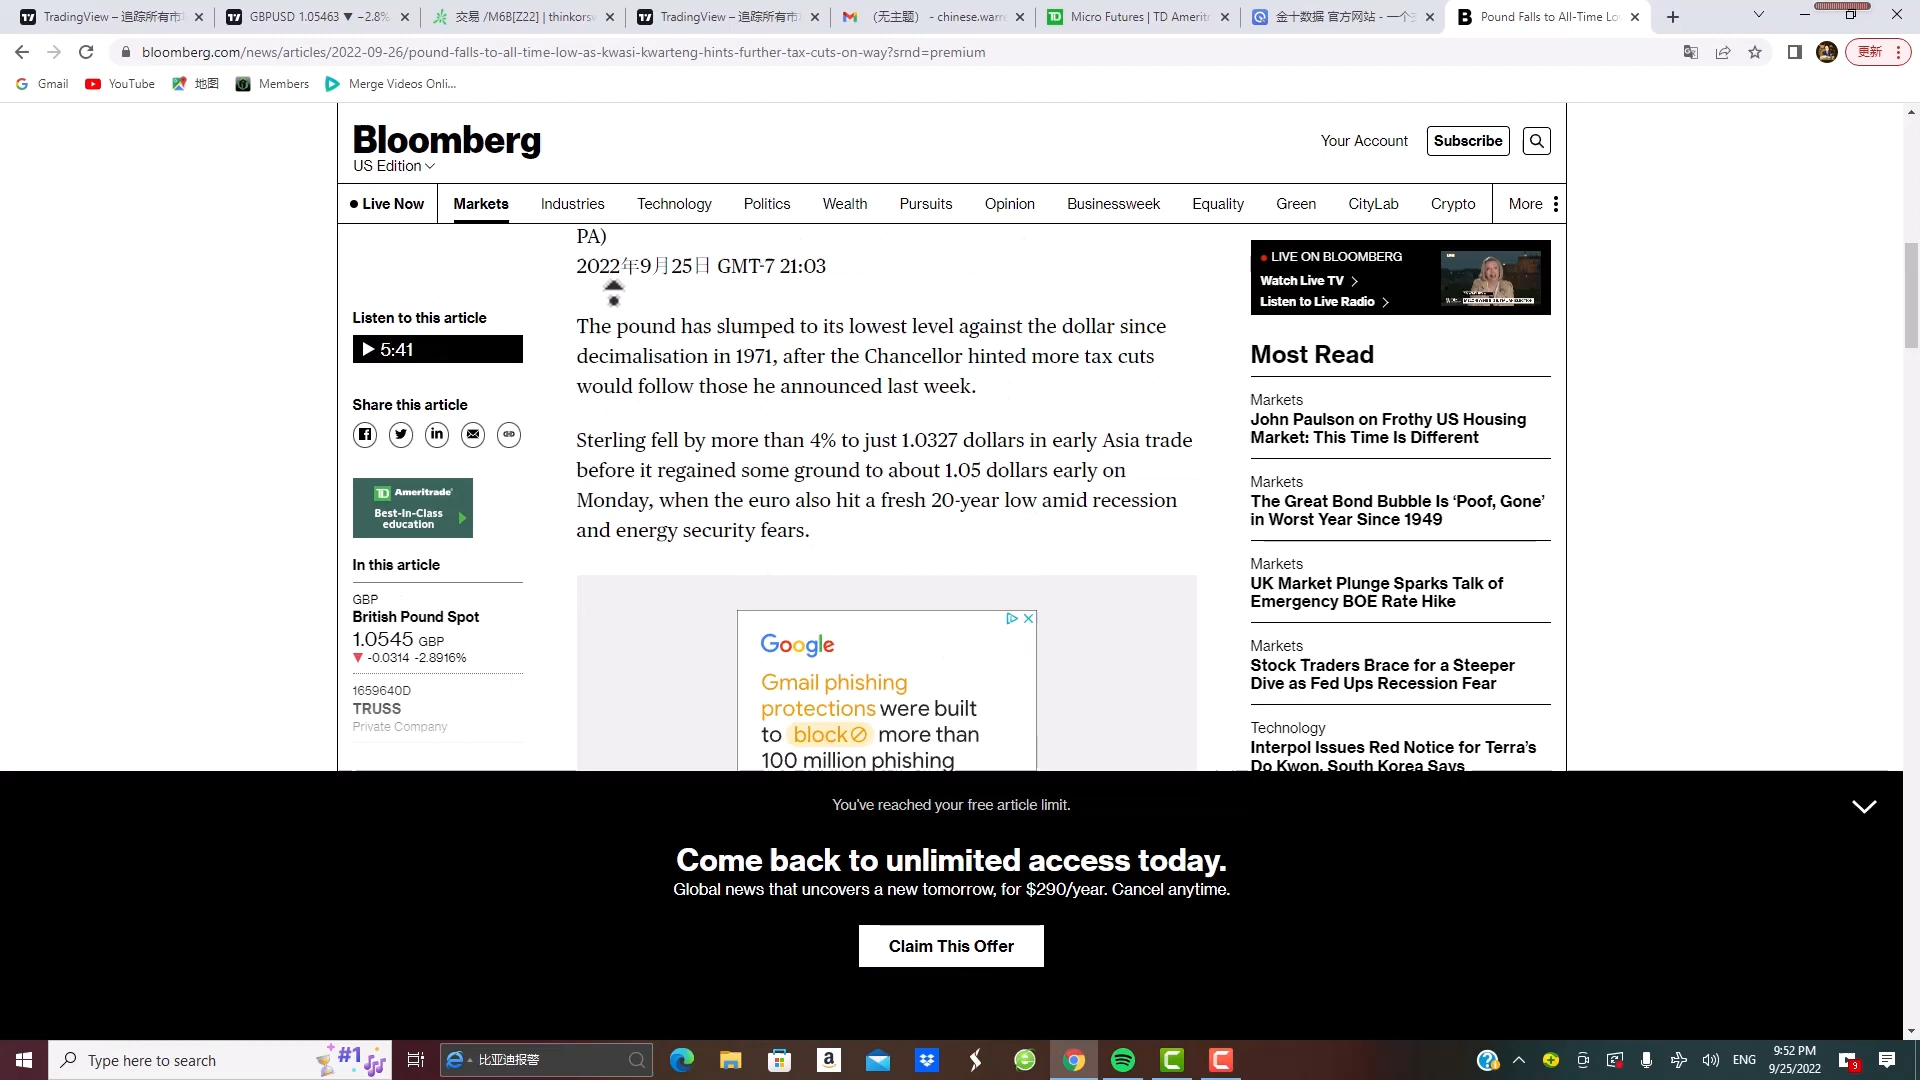 TradingView – 追踪所有市
GBPUSD 1.05463 ▼ −2.8%
交易 /M6B[Z22] | thinkorsw
TradingView – 追踪所有市
（无主题） - chinese.warre
Micro Futures | TD Amerit
金十数据 官方网站 - 一个
Pound Falls to All-Time Lo
bloomberg.com/news/articles/2022-09-26/pound-falls-to-all-time-low-as-kwasi-kwarteng-hints-further-tax-cuts-on-way?srnd=premium
更新
Gmail
YouTube
地图
Members
Merge Videos Onli...
Bloomberg
US Edition
Your Account
Subscribe
Live Now
Markets
Industries
Technology
Politics
Wealth
Pursuits
Opinion
Businessweek
Equality
Green
CityLab
Crypto
More
PA)
2022年9月25日 GMT-7 21:03
Listen to this article
5:41
Share this article
TD Ameritrade
Best-In-Class
education
In this article
GBP
British Pound Spot
1.0545 GBP
▼ -0.0314 -2.8916%
1659640D
TRUSS
Private Company
The pound has slumped to its lowest level against the dollar since
decimalisation in 1971, after the Chancellor hinted more tax cuts
would follow those he announced last week.
Sterling fell by more than 4% to just 1.0327 dollars in early Asia trade
before it regained some ground to about 1.05 dollars early on
Monday, when the euro also hit a fresh 20-year low amid recession
and energy security fears.
Google
Gmail phishing
protections were built
to block more than
100 million phishing
LIVE ON BLOOMBERG
Watch Live TV
Listen to Live Radio
Most Read
Markets
John Paulson on Frothy US Housing
Market: This Time Is Different
Markets
The Great Bond Bubble Is ‘Poof, Gone’
in Worst Year Since 1949
Markets
UK Market Plunge Sparks Talk of
Emergency BOE Rate Hike
Markets
Stock Traders Brace for a Steeper
Dive as Fed Ups Recession Fear
Technology
Interpol Issues Red Notice for Terra’s
Do Kwon, South Korea Says
You've reached your free article limit.
Come back to unlimited access today.
Global news that uncovers a new tomorrow, for $290/year. Cancel anytime.
Claim This Offer
Type here to search
#1
比亚迪报警
ENG
9:52 PM
9/25/2022
9